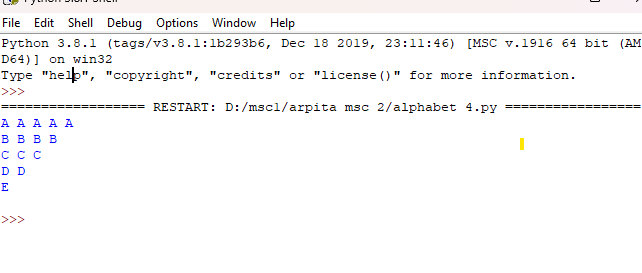 File Edit Shell Debug Options Window Help
Python 3.8.1 (tags/v3.8.1:1b293b6, Dec 18 2019, 23:11:46) [MSC v.1916 64 bit (AM
D64)] on win32
Type "help", "copyright", "credits" or "license()" for more information.
>>>
================== RESTART: D:/msc1/arpita msc 2/alphabet 4.py =================
A A A A A
B B B B
C C C
D D
E
>>>